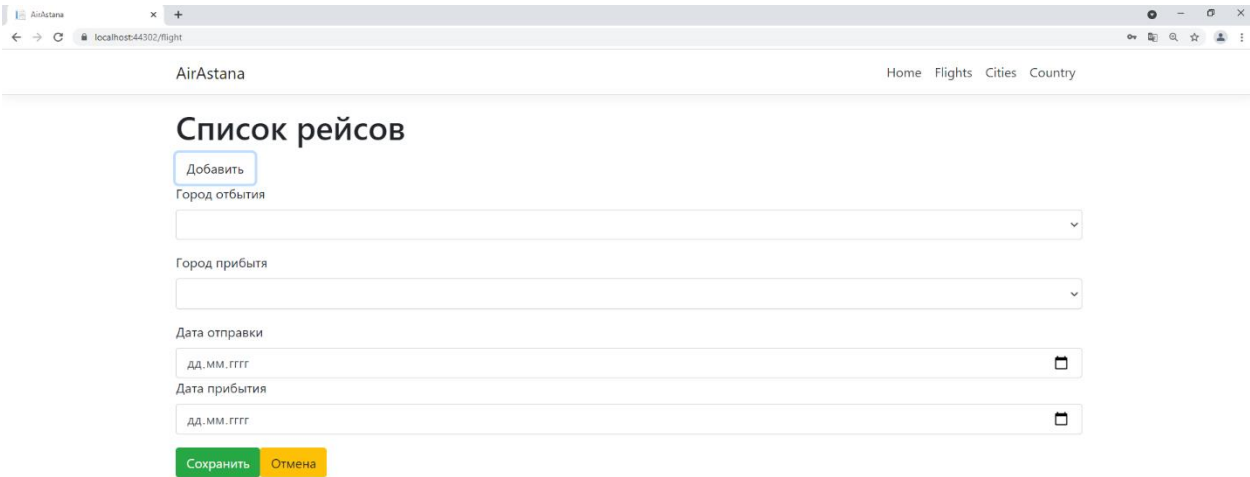 AirAstana
localhost:44302/flight
AirAstana Home Flights Cities Country
Список рейсов
Добавить
Город отбытия
Город прибытя
Дата отправки
дд.мм.гггг
Дата прибытия
дд.мм.гггг
Сохранить Отмена